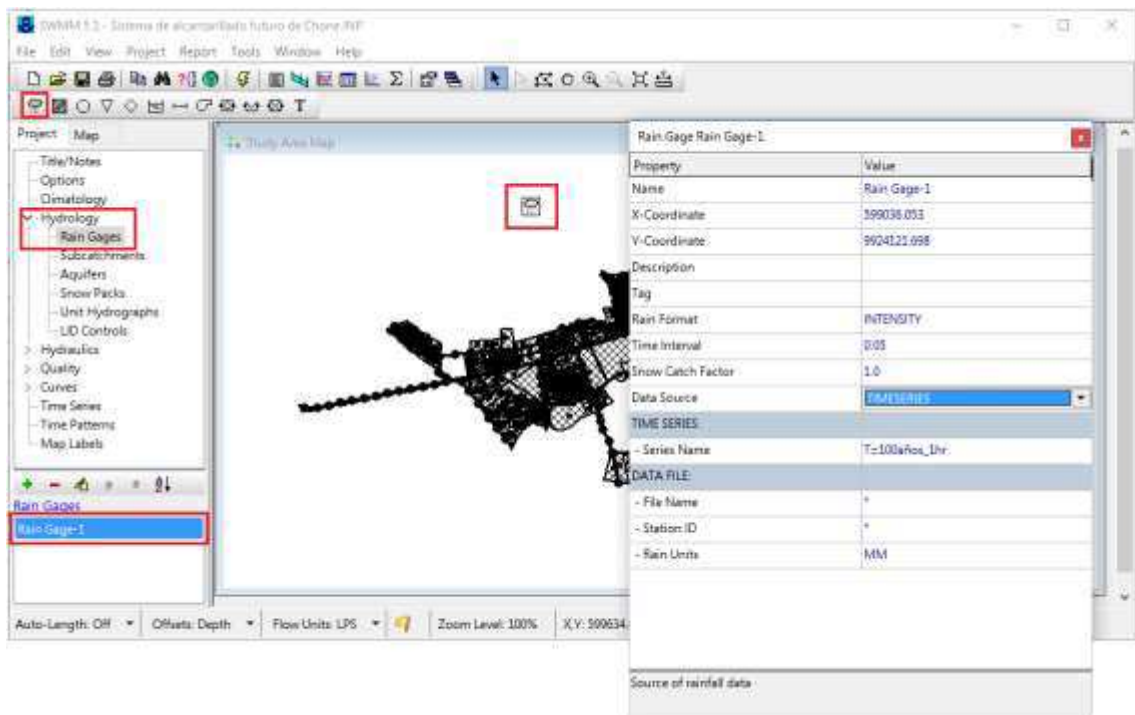 SWMM 5.1 - Sistema de alcantarillado futuro de Chone.INP
File Edit View Project Report Tools Window Help
Project Map
Title/Notes
Options
Climatology
Hydrology
Rain Gages
Subcatchments
Aquifers
Snow Packs
Unit Hydrographs
LID Controls
Hydraulics
Quality
Curves
Time Series
Time Patterns
Map Labels
Rain Gages
Rain Gage-1
Study Area Map
Rain Gage Rain Gage-1
Property Value
Name Rain Gage-1
X-Coordinate 599036.053
Y-Coordinate 9924121.698
Description
Tag
Rain Format INTENSITY
Time Interval 0:05
Snow Catch Factor 1.0
Data Source TIMESERIES
TIME SERIES:
- Series Name T=100años_1hr
DATA FILE:
- File Name *
- Station ID *
- Rain Units MM
Source of rainfall data
Auto-Length: Off Offsets: Depth Flow Units: LPS Zoom Level: 100% X,Y: 599634